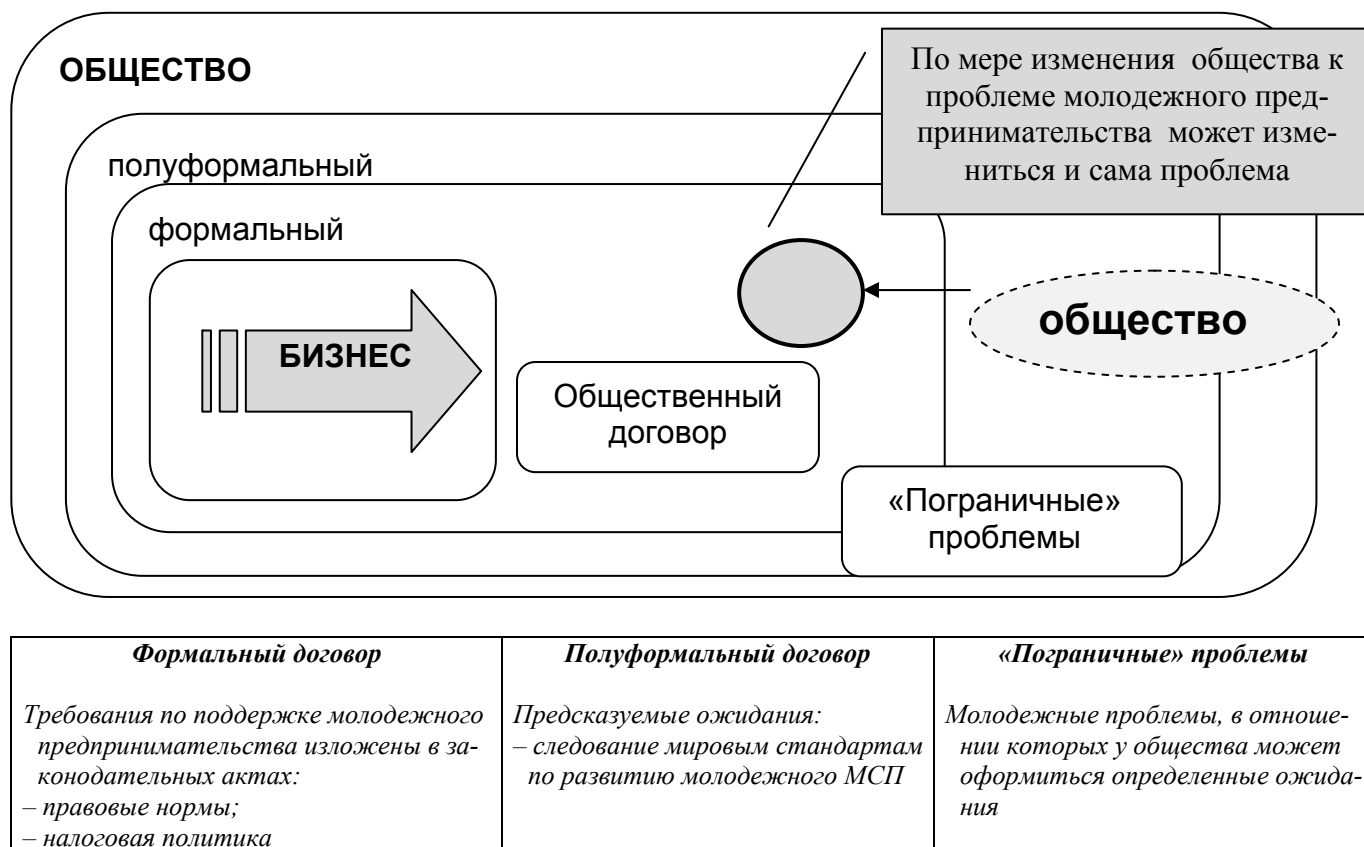 ОБЩЕСТВО
По мере изменения общества к
проблеме молодежного пред-
принимательства может изме-
ниться и сама проблема
полуформальный
формальный
БИЗНЕС
общество
Общественный
договор
«Пограничные»
проблемы
Формальный договор
Требования по поддержке молодежного
предпринимательства изложены в за-
конодательных актах:
– правовые нормы;
– налоговая политика
Полуформальный договор
Предсказуемые ожидания:
– следование мировым стандартам
по развитию молодежного МСП
«Пограничные» проблемы
Молодежные проблемы, в отноше-
нии которых у общества может
оформиться определенные ожида-
ния